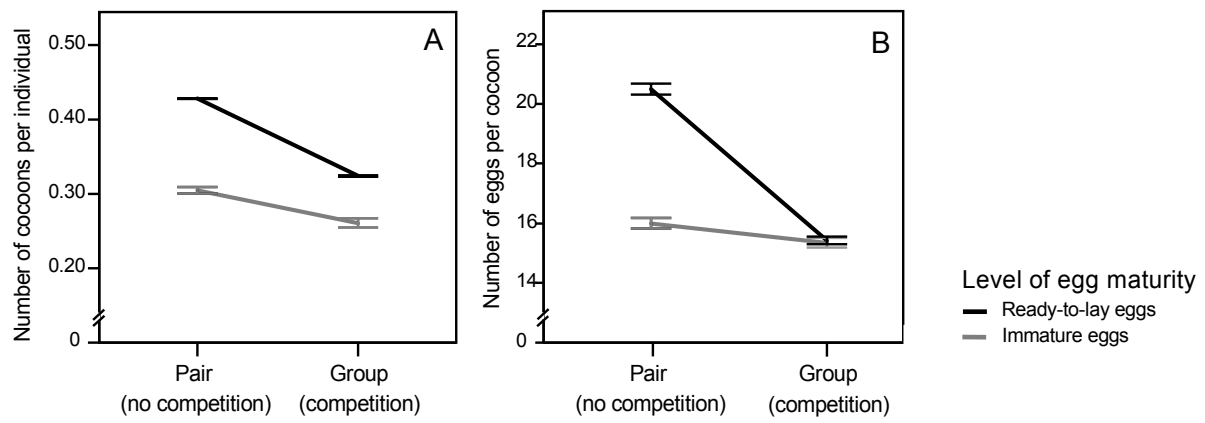 Number of cocoons per individual
0.50
0.40
0.30
0.20
0
A
Pair
(no competition)
Group
(competition)
Number of eggs per cocoon
22
20
18
16
14
0
B
Pair
(no competition)
Group
(competition)
Level of egg maturity
Ready-to-lay eggs
Immature eggs